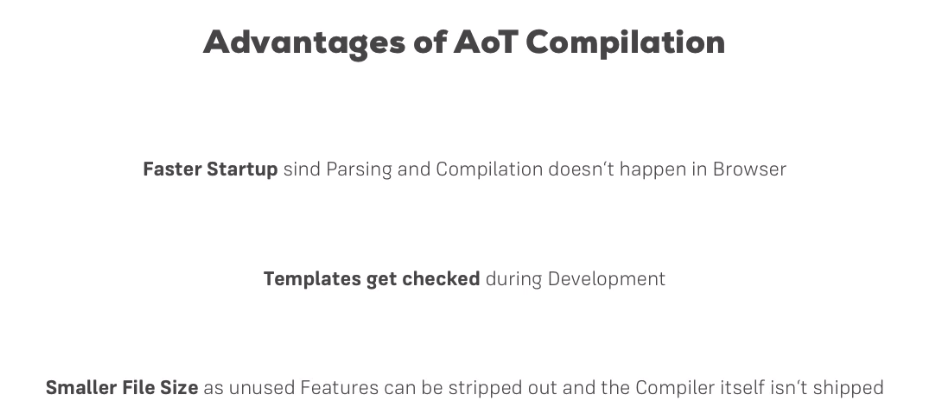 Advantages of AoT Compilation
Faster Startup sind Parsing and Compilation doesn’t happen in Browser
Templates get checked during Development
Smaller File Size as unused Features can be stripped out and the Compiler itself isn’t shipped